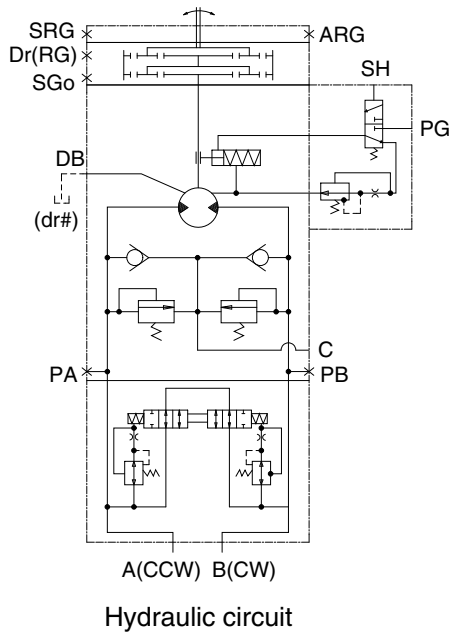 SRG
ARG
Dr(RG)
SGo
SH
PG
DB
(dr#)
C
PA
PB
A(CCW) B(CW)
Hydraulic circuit